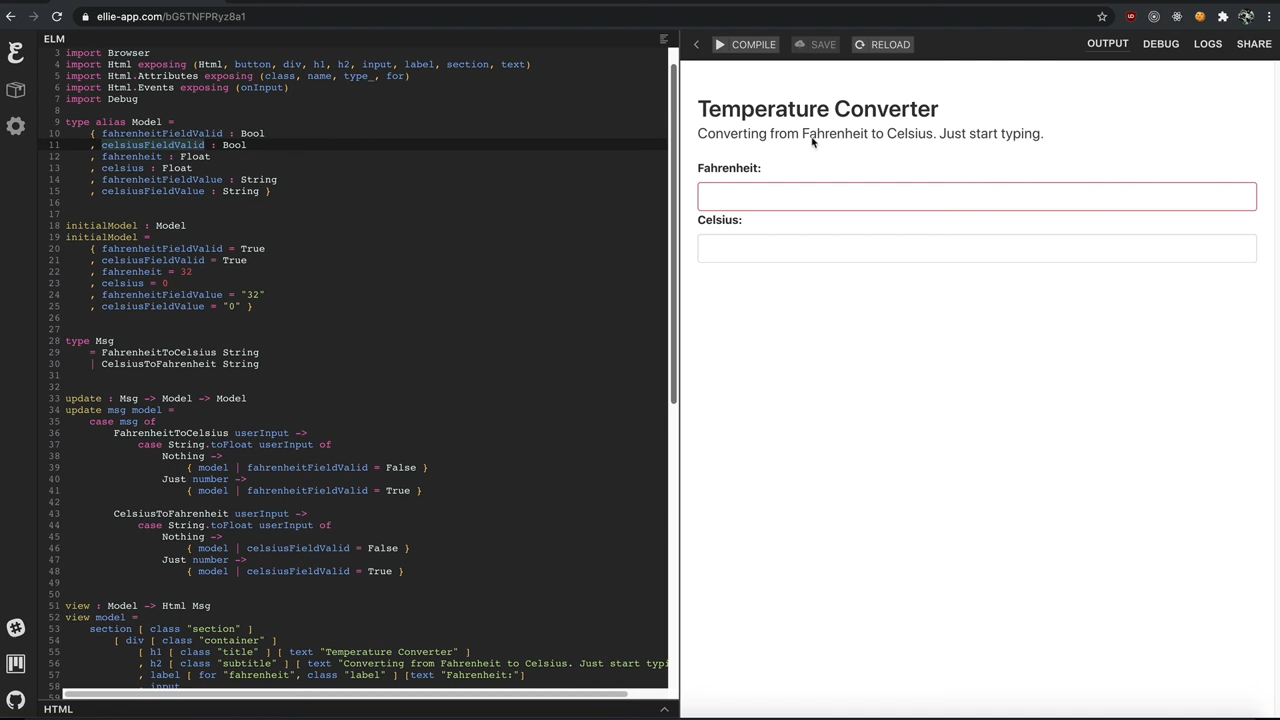 ellie-app.com/bG5TNFPRyz8a1
ELM
3 import Browser
4 import Html exposing (Html, button, div, h1, h2, input, label, section, text)
5 import Html.Attributes exposing (class, name, type_, for)
6 import Html.Events exposing (onInput)
7 import Debug
8
9 type alias Model =
10 { fahrenheitFieldValid : Bool
11 , celsiusFieldValid : Bool
12 , fahrenheit : Float
13 , celsius : Float
14 , fahrenheitFieldValue : String
15 , celsiusFieldValue : String }
16
17
18 initialModel : Model
19 initialModel =
20 { fahrenheitFieldValid = True
21 , celsiusFieldValid = True
22 , fahrenheit = 32
23 , celsius = 0
24 , fahrenheitFieldValue = "32"
25 , celsiusFieldValue = "0" }
26
27
28 type Msg
29 = FahrenheitToCelsius String
30 | CelsiusToFahrenheit String
31
32
33 update : Msg -> Model -> Model
34 update msg model =
35 case msg of
36 FahrenheitToCelsius userInput ->
37 case String.toFloat userInput of
38 Nothing ->
39 { model | fahrenheitFieldValid = False }
40 Just number ->
41 { model | fahrenheitFieldValid = True }
42
43 CelsiusToFahrenheit userInput ->
44 case String.toFloat userInput of
45 Nothing ->
46 { model | celsiusFieldValid = False }
47 Just number ->
48 { model | celsiusFieldValid = True }
49
50
51 view : Model -> Html Msg
52 view model =
53 section [ class "section" ]
54 [ div [ class "container" ]
55 [ h1 [ class "title" ] [ text "Temperature Converter" ]
56 , h2 [ class "subtitle" ] [ text "Converting from Fahrenheit to Celsius. Just start typi
57 , label [ for "fahrenheit", class "label" ] [text "Fahrenheit:"]
58 , input
59
HTML
COMPILE
SAVE
RELOAD
OUTPUT
DEBUG
LOGS
SHARE
Temperature Converter
Converting from Fahrenheit to Celsius. Just start typing.
Fahrenheit:
Celsius: